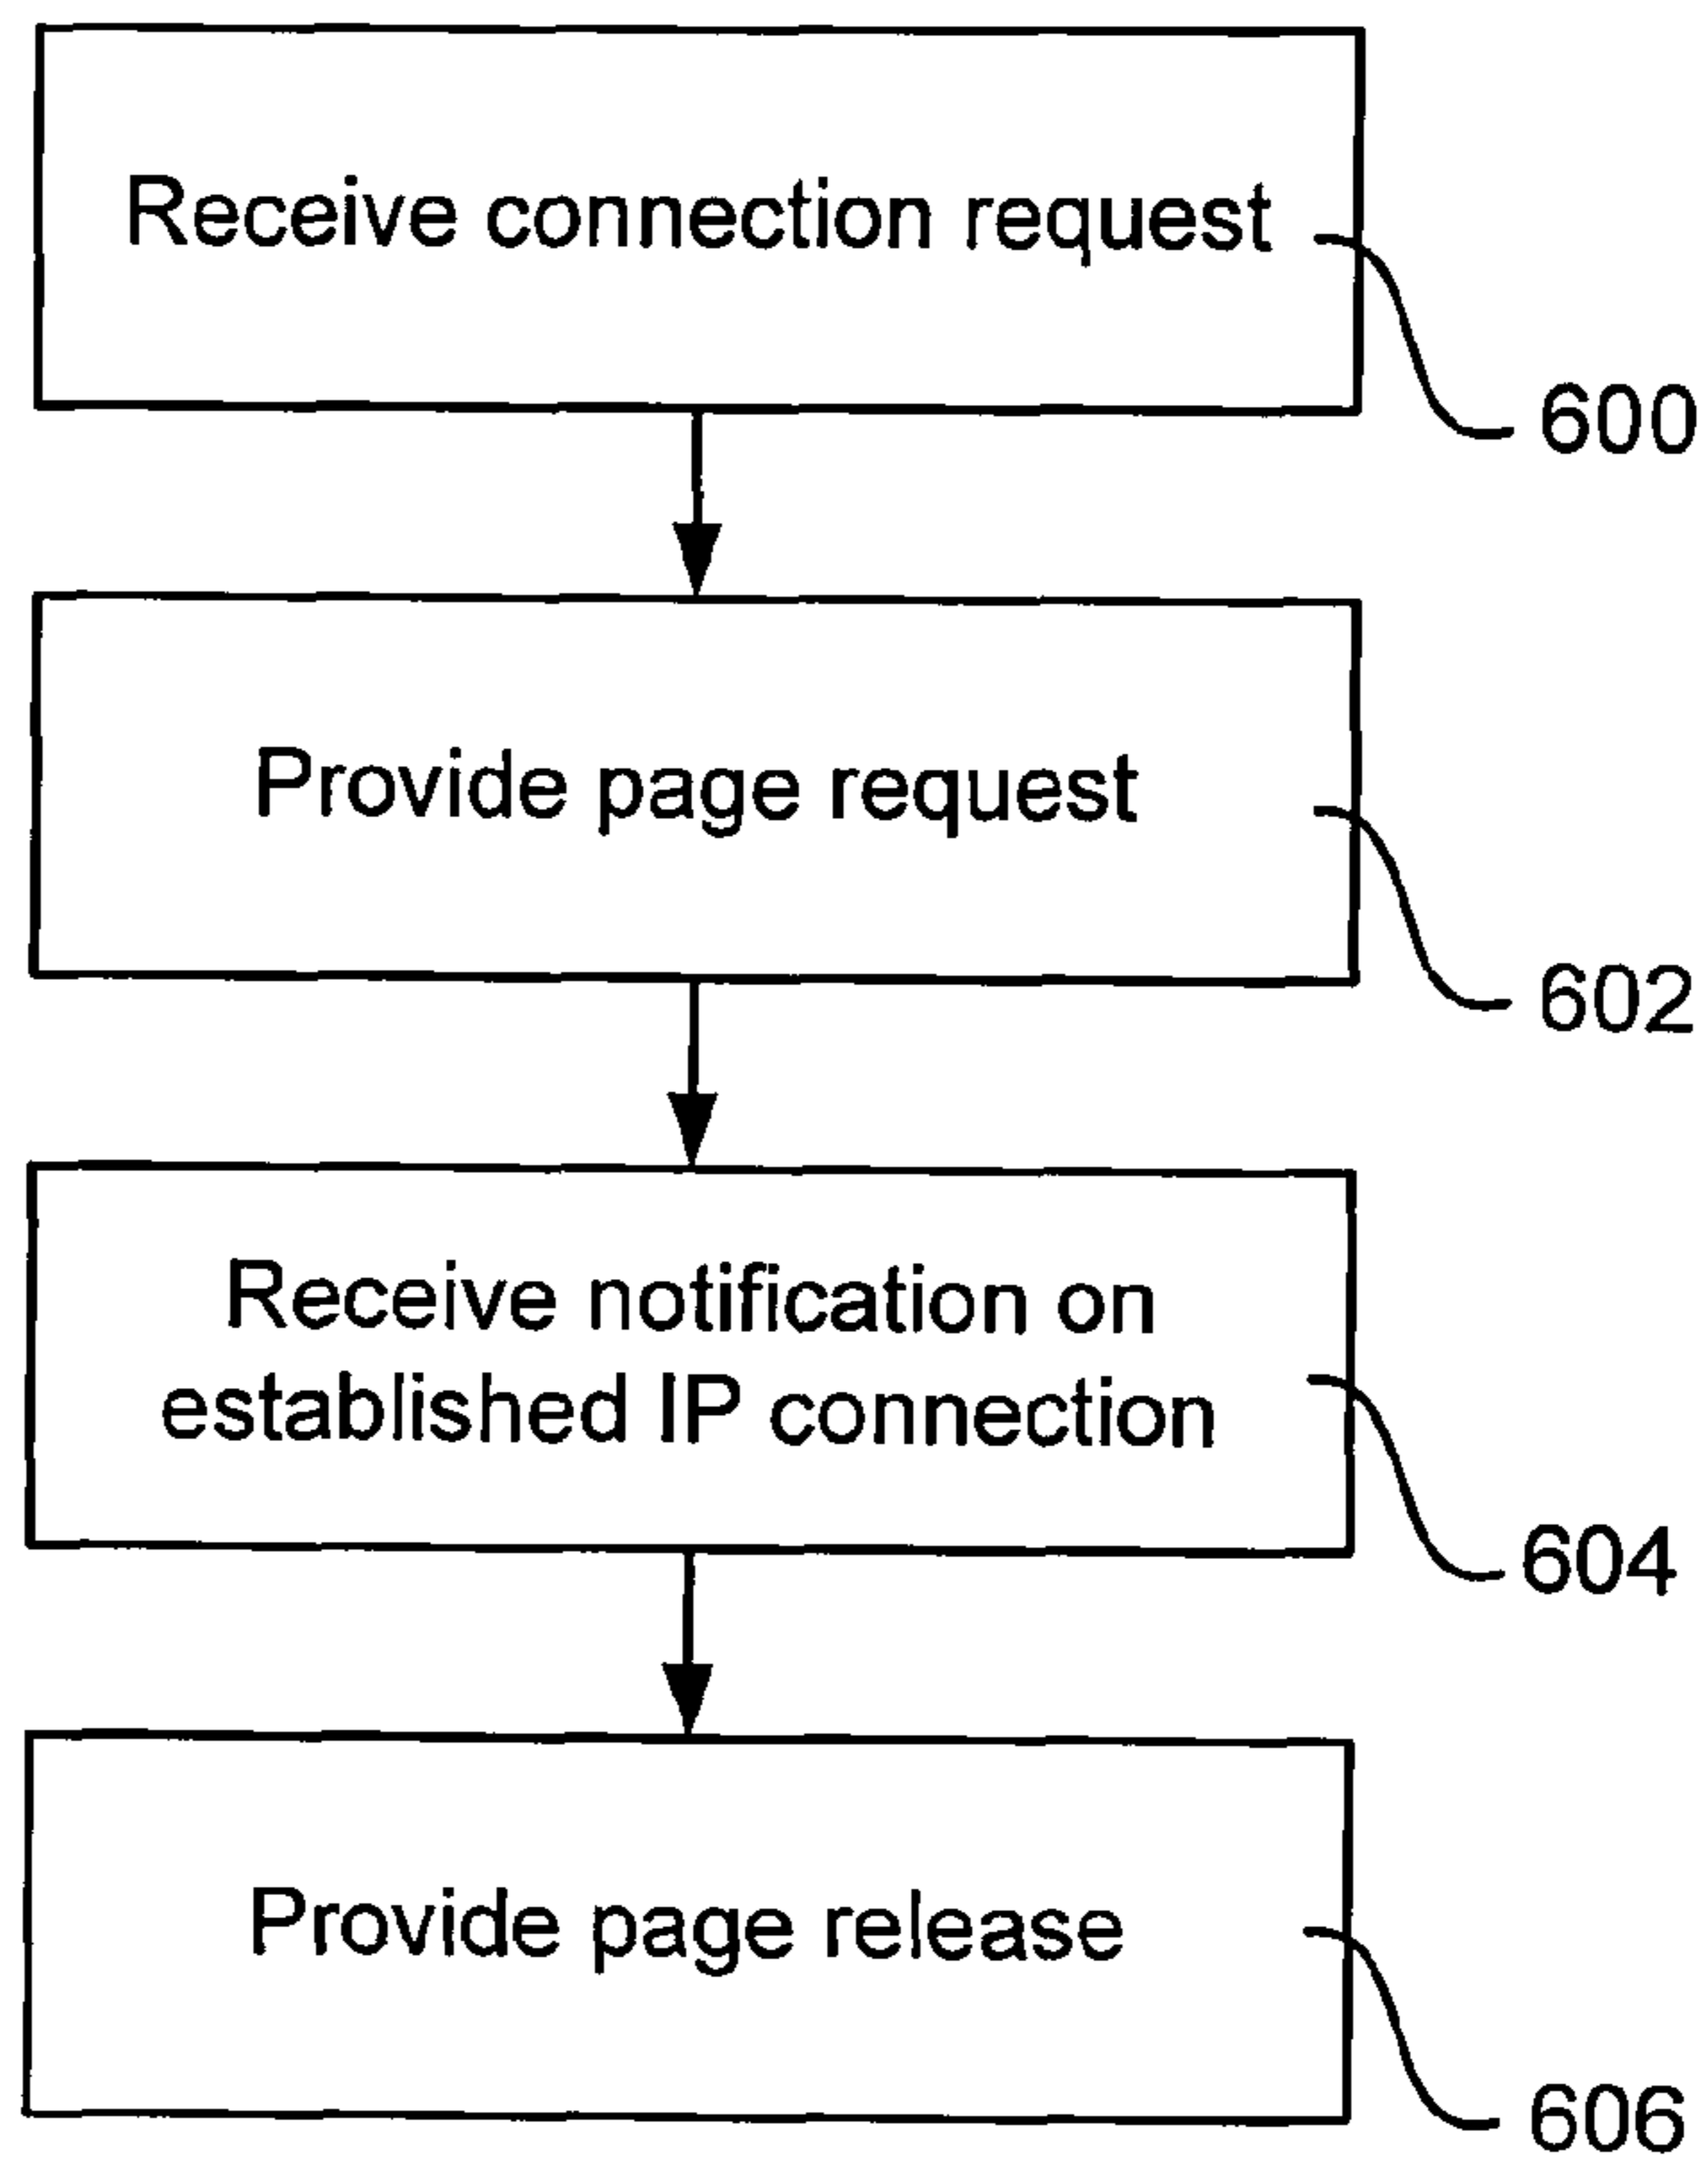 Receive connection request
600
Provide page request
602
Receive notification on
established IP connection
604
Provide page release
606